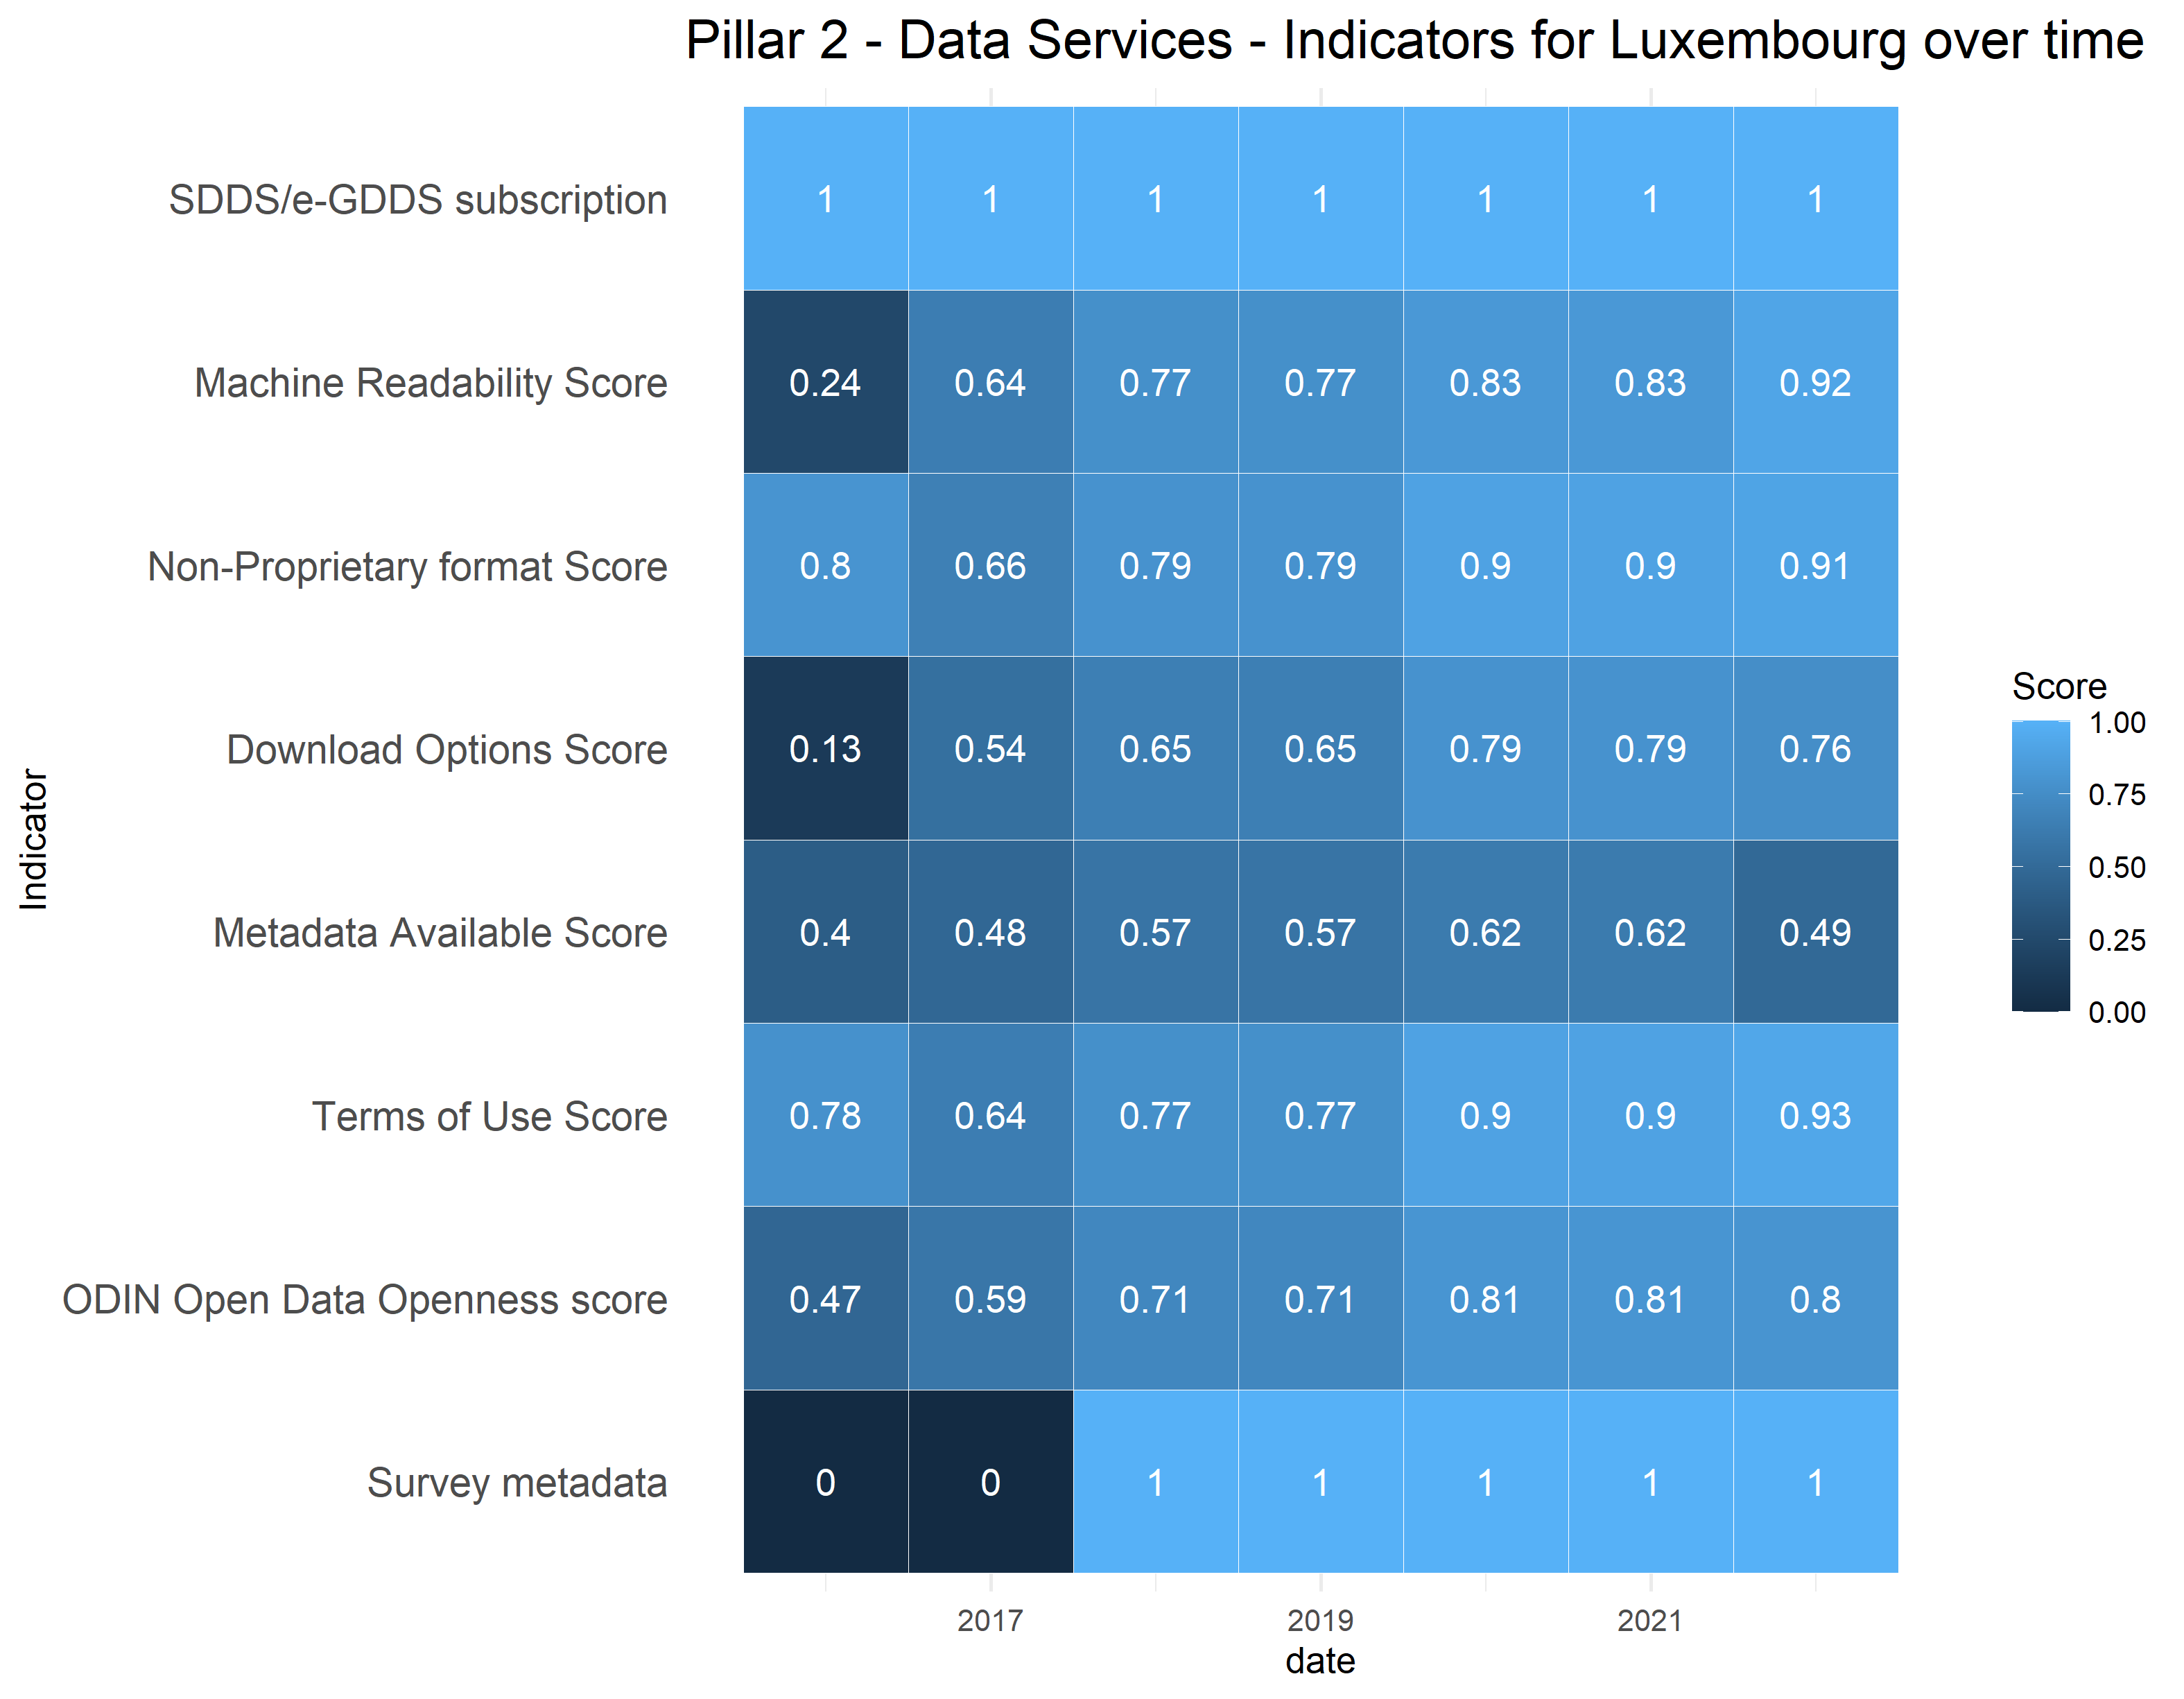 Pillar 2 - Data Services - Indicators for Luxembourg over time
SDDS/e-GDDS subscription 1 1 1 1 1 1 1
Machine Readability Score 0.24 0.64 0.77 0.77 0.83 0.83 0.92
Non-Proprietary format Score 0.8 0.66 0.79 0.79 0.9 0.9 0.91
Download Options Score 0.13 0.54 0.65 0.65 0.79 0.79 0.76
Metadata Available Score 0.4 0.48 0.57 0.57 0.62 0.62 0.49
Terms of Use Score 0.78 0.64 0.77 0.77 0.9 0.9 0.93
ODIN Open Data Openness score 0.47 0.59 0.71 0.71 0.81 0.81 0.8
Survey metadata 0 0 1 1 1 1 1
2017 2019 2021
date
Indicator
Score
1.00
0.75
0.50
0.25
0.00